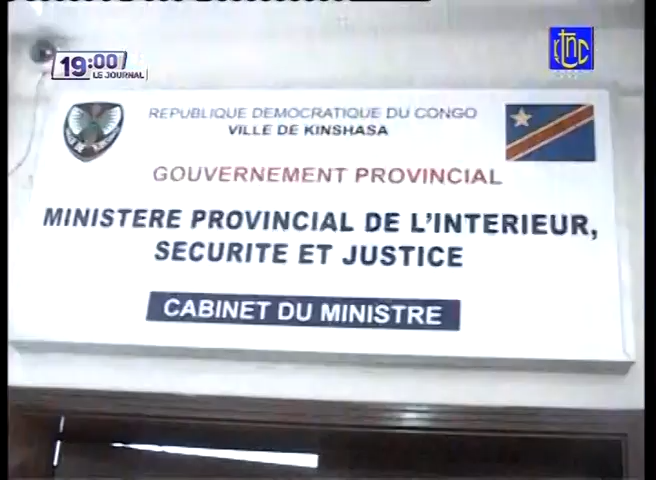 19:00
LE JOURNAL
rtnc
REPUBLIQUE DEMOCRATIQUE DU CONGO
VILLE DE KINSHASA
GOUVERNEMENT PROVINCIAL
MINISTERE PROVINCIAL DE L'INTERIEUR,
SECURITE ET JUSTICE
CABINET DU MINISTRE